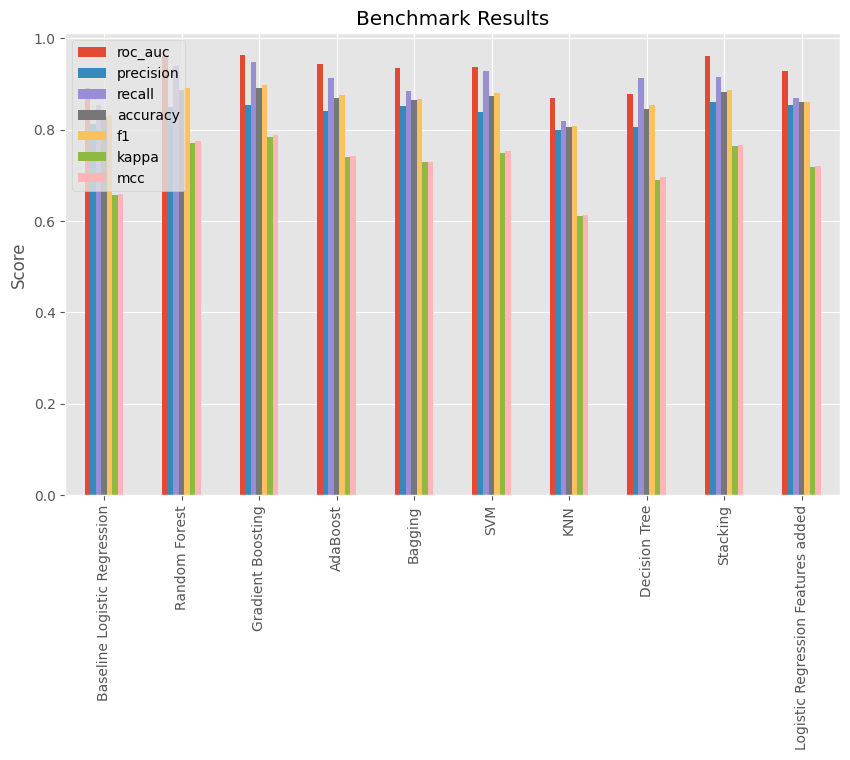 Benchmark Results
roc_auc
precision
recall
accuracy
f1
kappa
mcc
Score
1.0
0.8
0.6
0.4
0.2
0.0
Baseline Logistic Regression
Random Forest
Gradient Boosting
AdaBoost
Bagging
SVM
KNN
Decision Tree
Stacking
Logistic Regression Features added